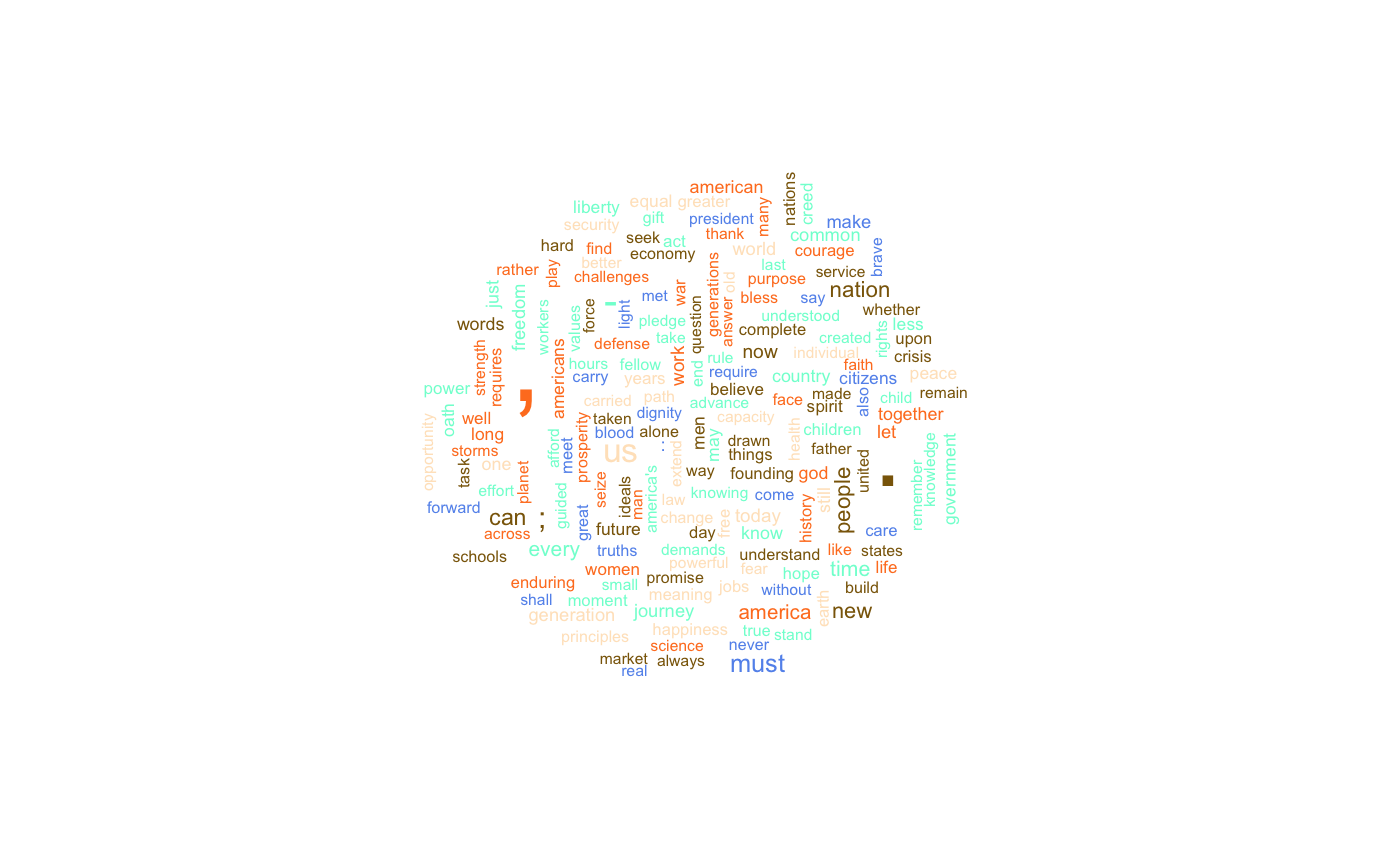 nations
american
creed
equal
greater
many
liberty
gift
president
make
security
thank
common
seek
act
brave
hard
find
economy
world
courage
better
last
rather
play
challenges
generations
old
purpose
service
just
freedom
war
met
bless
say
nation
-
light
force
workers
values
question
answer
understood
whether
words
pledge
take
complete
created
rights
less
defense
upon
strength
requires
americans
work
rule
now
individual
crisis
hours
fellow
end
require
faith
carry
years
country
citizens
peace
power
believe
,
carried
path
advance
face
made
spirit
also
child
remain
oath
well
taken
dignity
capacity
together
long
blood
alone
men
may
children
let
opportunity
storms
afford
meet
prosperity
us
:
drawn
things
health
father
task
one
planet
extend
way
founding
god
people
united
.
remember
knowledge
government
effort
guided
seize
ideals
man
america's
law
knowing
come
still
forward
can
;
great
change
free
today
history
across
future
day
know
care
every
truths
demands
understand
like
states
schools
women
powerful
fear
hope
time
life
enduring
small
promise
jobs
without
build
shall
moment
meaning
earth
generation
journey
america
new
principles
happiness
true
stand
science
never
market
always
must
real